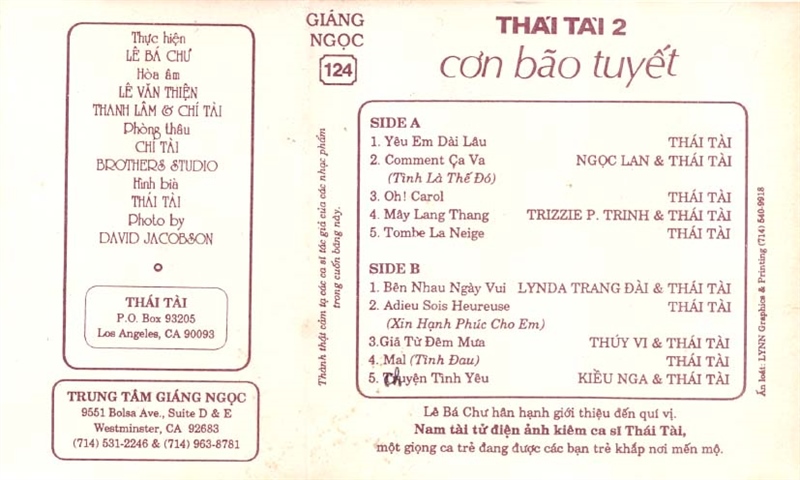 Thực hiện
LÊ BÁ CHƯ
Hòa âm
LÊ VĂN THIỆN
THANH LÂM & CHÍ TÀI
Phòng thâu
CHÍ TÀI
BROTHERS STUDIO
Hình bià
THÁI TÀI
Photo by
DAVID JACOBSON
THÁI TÀI
P.O. Box 93205
Los Angeles, CA 90093
TRUNG TÂM GIÁNG NGỌC
9551 Bolsa Ave., Suite D & E
Westminster, CA 92683
(714) 531-2246 & (714) 963-8781
GIÁNG
NGỌC
124
Thành thật cảm tạ các ca sĩ tác giả của các nhạc phẩm
trong cuốn băng này.
THÁI TÀI 2
cơn bão tuyết
SIDE A
1. Yêu Em Dài Lâu THÁI TÀI
2. Comment Ça Va NGỌC LAN & THÁI TÀI
(Tình Là Thế Đó)
3. Oh! Carol THÁI TÀI
4. Mây Lang Thang TRIZZIE P. TRINH & THÁI TÀI
5. Tombe La Neige THÁI TÀI
SIDE B
1. Bên Nhau Ngày Vui LYNDA TRANG ĐÀI & THÁI TÀI
2. Adieu Sois Heureuse THÁI TÀI
(Xin Hạnh Phúc Cho Em)
3.Giã Từ Đêm Mưa THÚY VI & THÁI TÀI
4. Mal (Tình Đau) THÁI TÀI
5. Chuyện Tình Yêu KIỀU NGA & THÁI TÀI
Lê Bá Chư hân hạnh giới thiệu đến quí vị.
Nam tài tử điện ảnh kiêm ca sĩ Thái Tài,
một giọng ca trẻ đang được các bạn trẻ khắp nơi mến mộ.
Ấn loát: LYNN Graphics & Printing (714) 540-9918